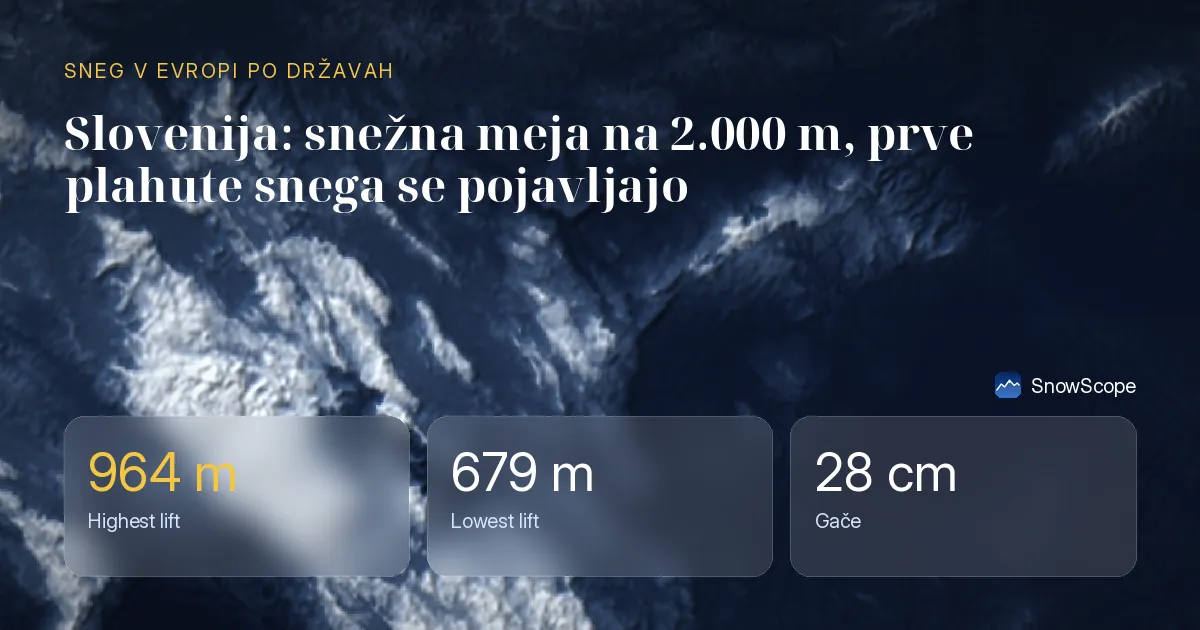 SNEG V EVROPI PO DRŽAVAH
Slovenija: snežna meja na 2.000 m, prve
plahute snega se pojavljajo
SnowScope
964 m
Highest lift
679 m
Lowest lift
28 cm
Gače